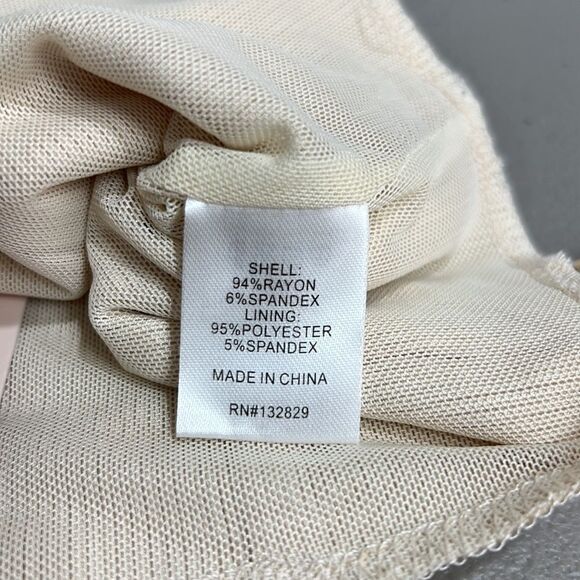 SHELL:
94%RAYON
6%SPANDEX
LINING:
95%POLYESTER
5%SPANDEX
MADE IN CHINA
RN#132829